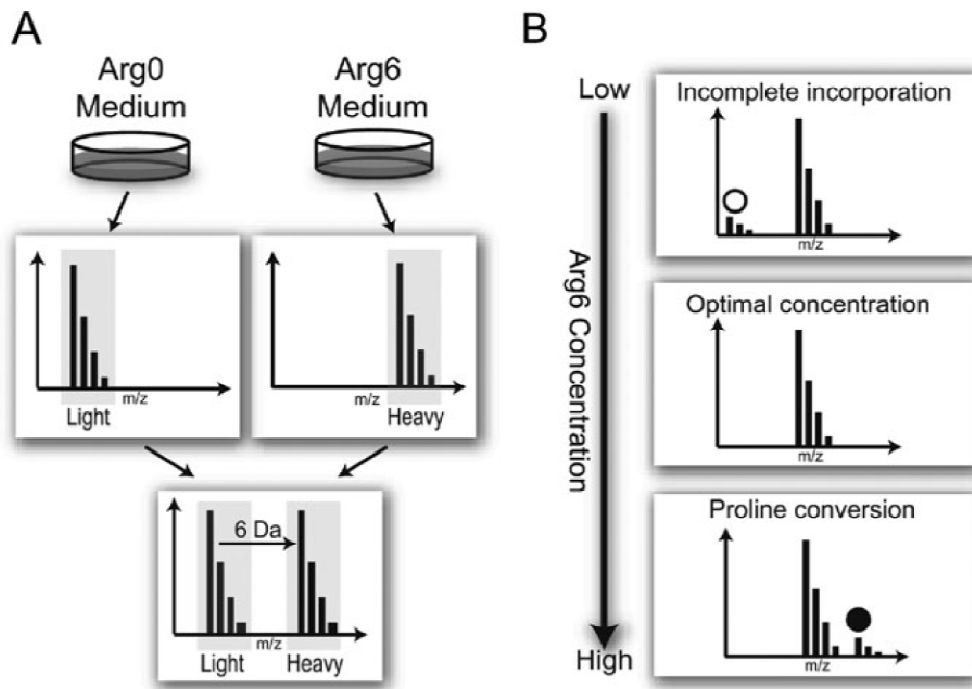 A
Arg0
Medium
Arg6
Medium
m/z
Light
m/z
Heavy
6 Da
m/z
Light
Heavy
B
Low
Arg6 Concentration
High
Incomplete incorporation
m/z
Optimal concentration
m/z
Proline conversion
m/z